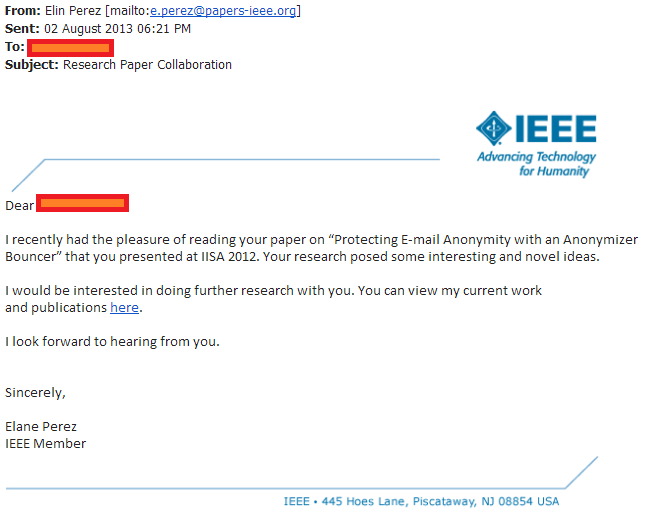 From: Elin Perez [mailto:e.perez@papers-ieee.org]
Sent: 02 August 2013 06:21 PM
To:
Subject: Research Paper Collaboration
IEEE
Advancing Technology
for Humanity
Dear
I recently had the pleasure of reading your paper on “Protecting E-mail Anonymity with an Anonymizer
Bouncer” that you presented at IISA 2012. Your research posed some interesting and novel ideas.
I would be interested in doing further research with you. You can view my current work
and publications here.
I look forward to hearing from you.
Sincerely,
Elane Perez
IEEE Member
IEEE • 445 Hoes Lane, Piscataway, NJ 08854 USA